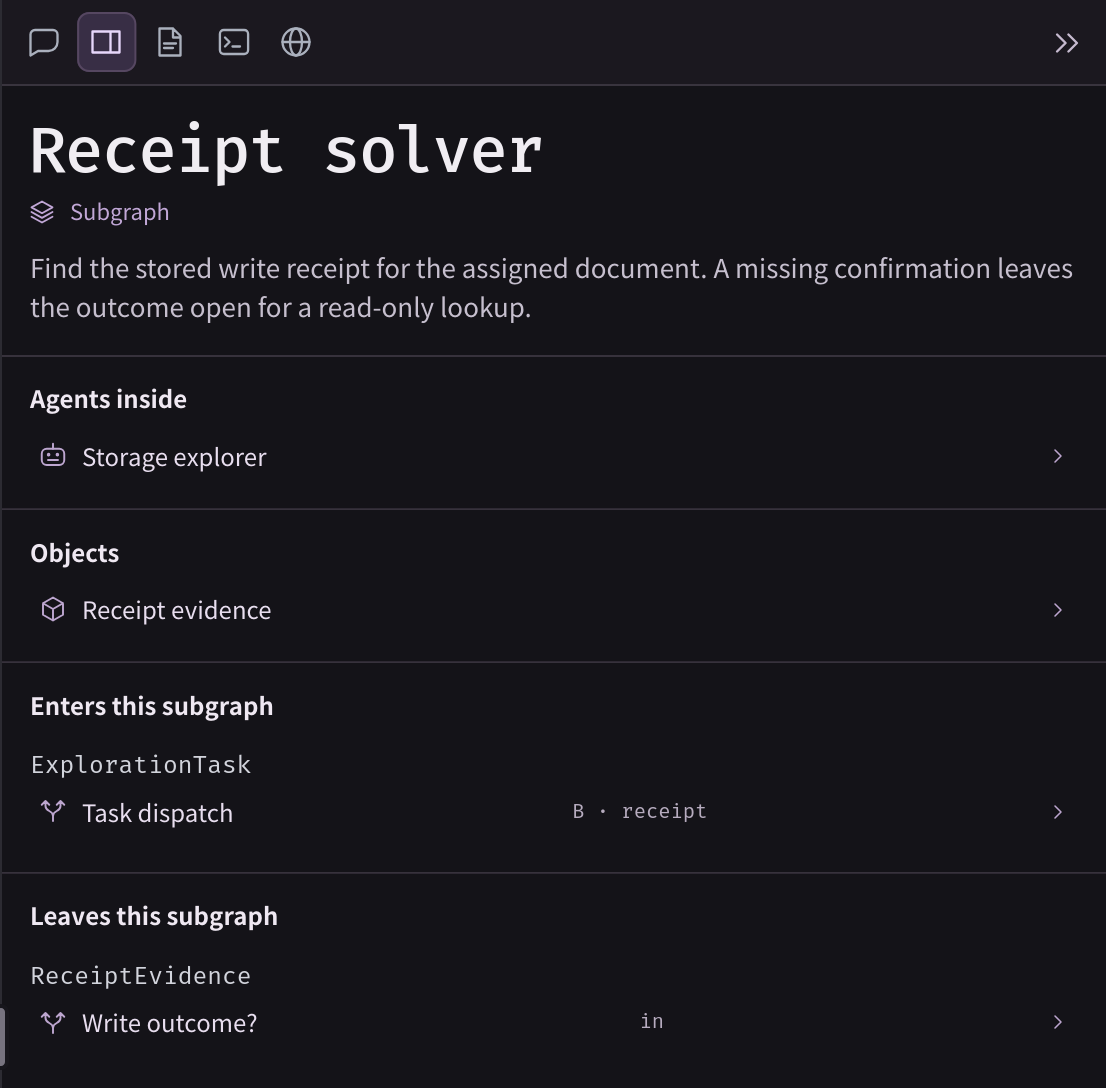 Receipt solver
Subgraph
Find the stored write receipt for the assigned document. A missing confirmation leaves
the outcome open for a read-only lookup.
Agents inside
Storage explorer
Objects
Receipt evidence
Enters this subgraph
ExplorationTask
Task dispatch B · receipt
Leaves this subgraph
ReceiptEvidence
Write outcome? in